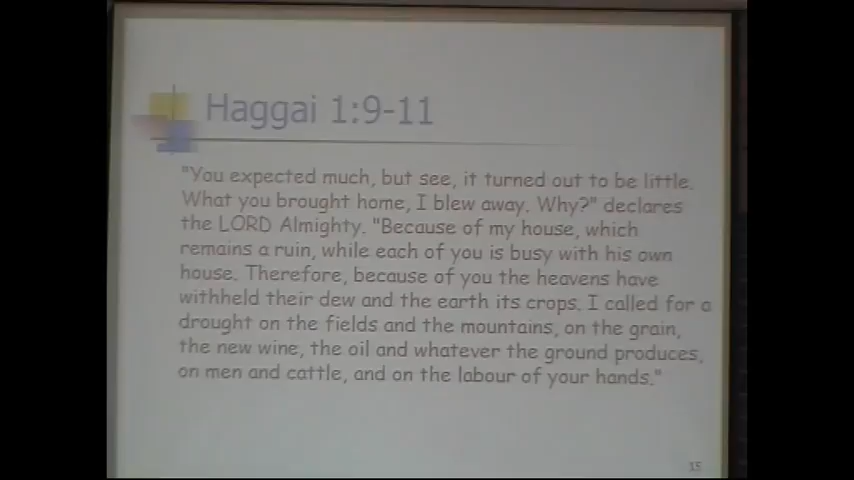 Haggai 1:9-11
"You expected much, but see, it turned out to be little.
What you brought home, I blew away. Why?" declares
the LORD Almighty. "Because of my house, which
remains a ruin, while each of you is busy with his own
house. Therefore, because of you the heavens have
withheld their dew and the earth its crops. I called for a
drought on the fields and the mountains, on the grain,
the new wine, the oil and whatever the ground produces,
on men and cattle, and on the labour of your hands."
15